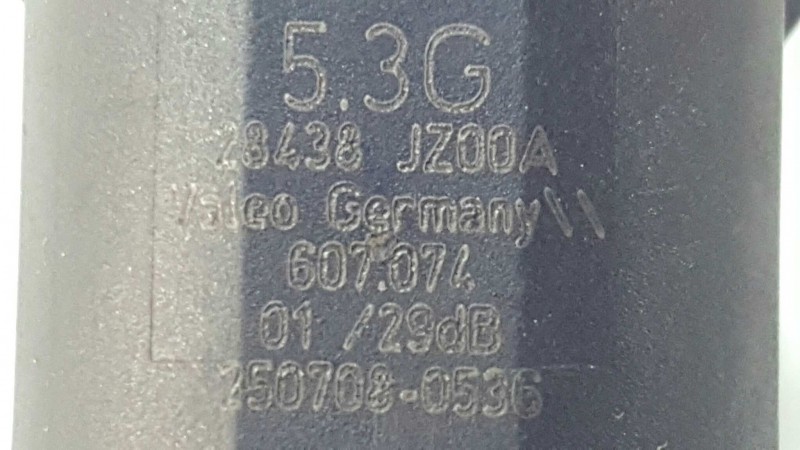 5.3G
28438 JZ00A
Valeo Germany\\
607.074
01 /29dB
250708-0536